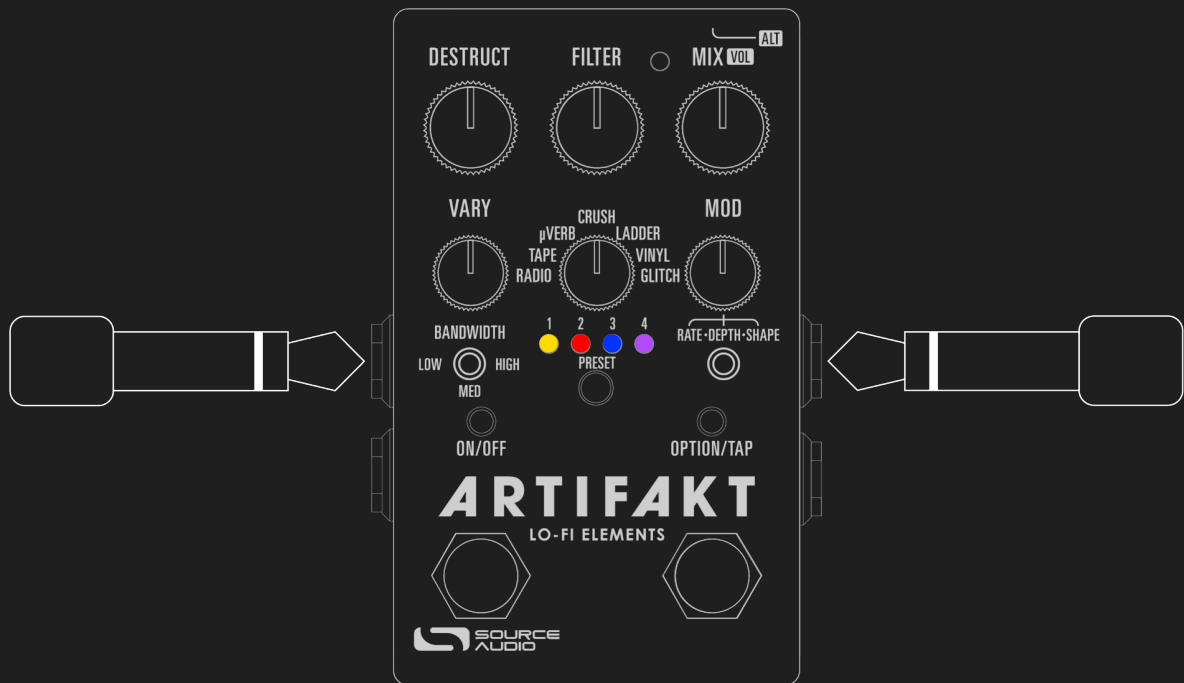 ALT
DESTRUCT FILTER MIX VOL
VARY MOD
CRUSH
µVERB LADDER
TAPE VINYL
RADIO GLITCH
1 2 3 4
BANDWIDTH RATE•DEPTH•SHAPE
LOW HIGH PRESET
MED
ON/OFF OPTION/TAP
ARTIFAKT
LO-FI ELEMENTS
SOURCE
AUDIO